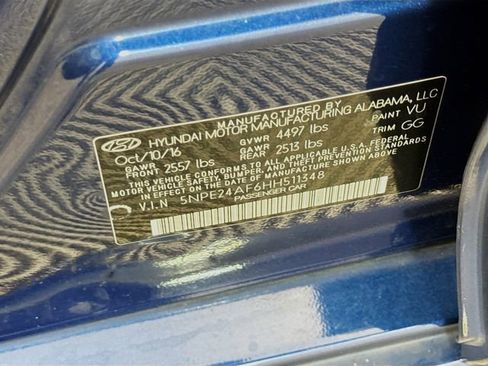 MANUFACTURED BY
HYUNDAI MOTOR MANUFACTURING ALABAMA, LLC
Oct/10/16 GVWR 4497 lbs PAINT VU
GAWR FRONT 2557 lbs GAWR REAR 2513 lbs TRIM GG
THIS VEHICLE CONFORMS TO ALL APPLICABLE U.S.A. FEDERAL
MOTOR VEHICLE SAFETY, BUMPER, AND THEFT PREVENTION
STANDARDS IN EFFECT ON THE DATE OF MANUFACTURE SHOWN ABOVE.
V.I.N 5NPE24AF6HH511348
PASSENGER CAR